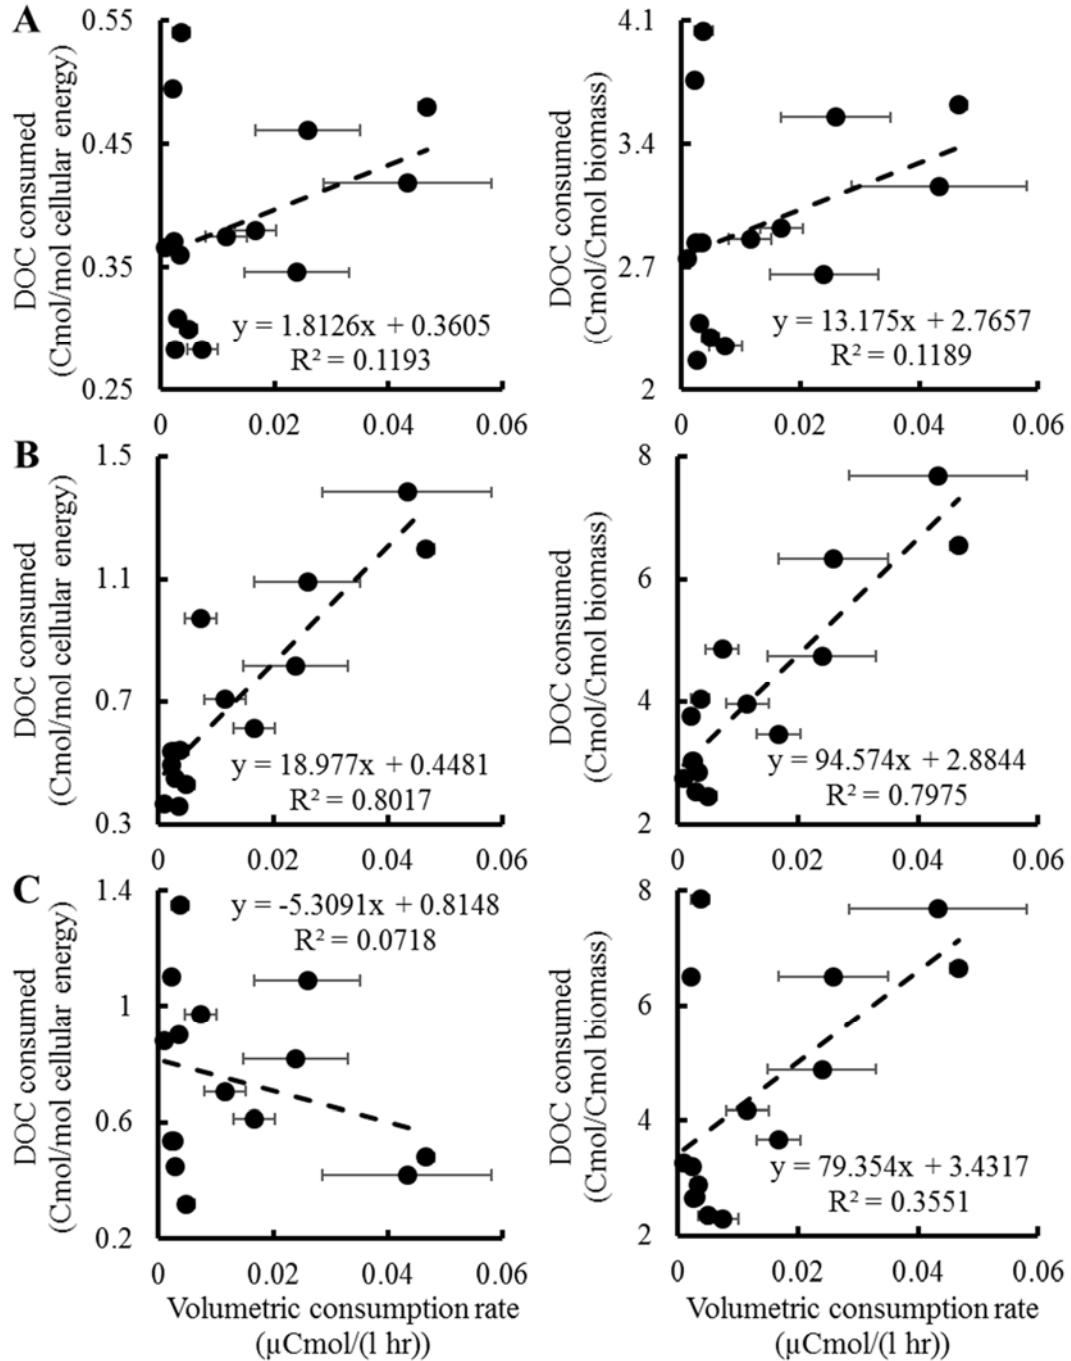 A
DOC consumed
(Cmol/mol cellular energy)
0.55
0.45
0.35
0.25
y = 1.8126x + 0.3605
R² = 0.1193
0
0.02
0.04
0.06
DOC consumed
(Cmol/Cmol biomass)
4.1
3.4
2.7
2
y = 13.175x + 2.7657
R² = 0.1189
0
0.02
0.04
0.06
B
DOC consumed
(Cmol/mol cellular energy)
1.5
1.1
0.7
0.3
y = 18.977x + 0.4481
R² = 0.8017
0
0.02
0.04
0.06
DOC consumed
(Cmol/Cmol biomass)
8
6
4
2
y = 94.574x + 2.8844
R² = 0.7975
0
0.02
0.04
0.06
C
DOC consumed
(Cmol/mol cellular energy)
1.4
1
0.6
0.2
y = -5.3091x + 0.8148
R² = 0.0718
0
0.02
0.04
0.06
Volumetric consumption rate
(µCmol/(l hr))
DOC consumed
(Cmol/Cmol biomass)
8
6
4
2
y = 79.354x + 3.4317
R² = 0.3551
0
0.02
0.04
0.06
Volumetric consumption rate
(µCmol/(l hr))